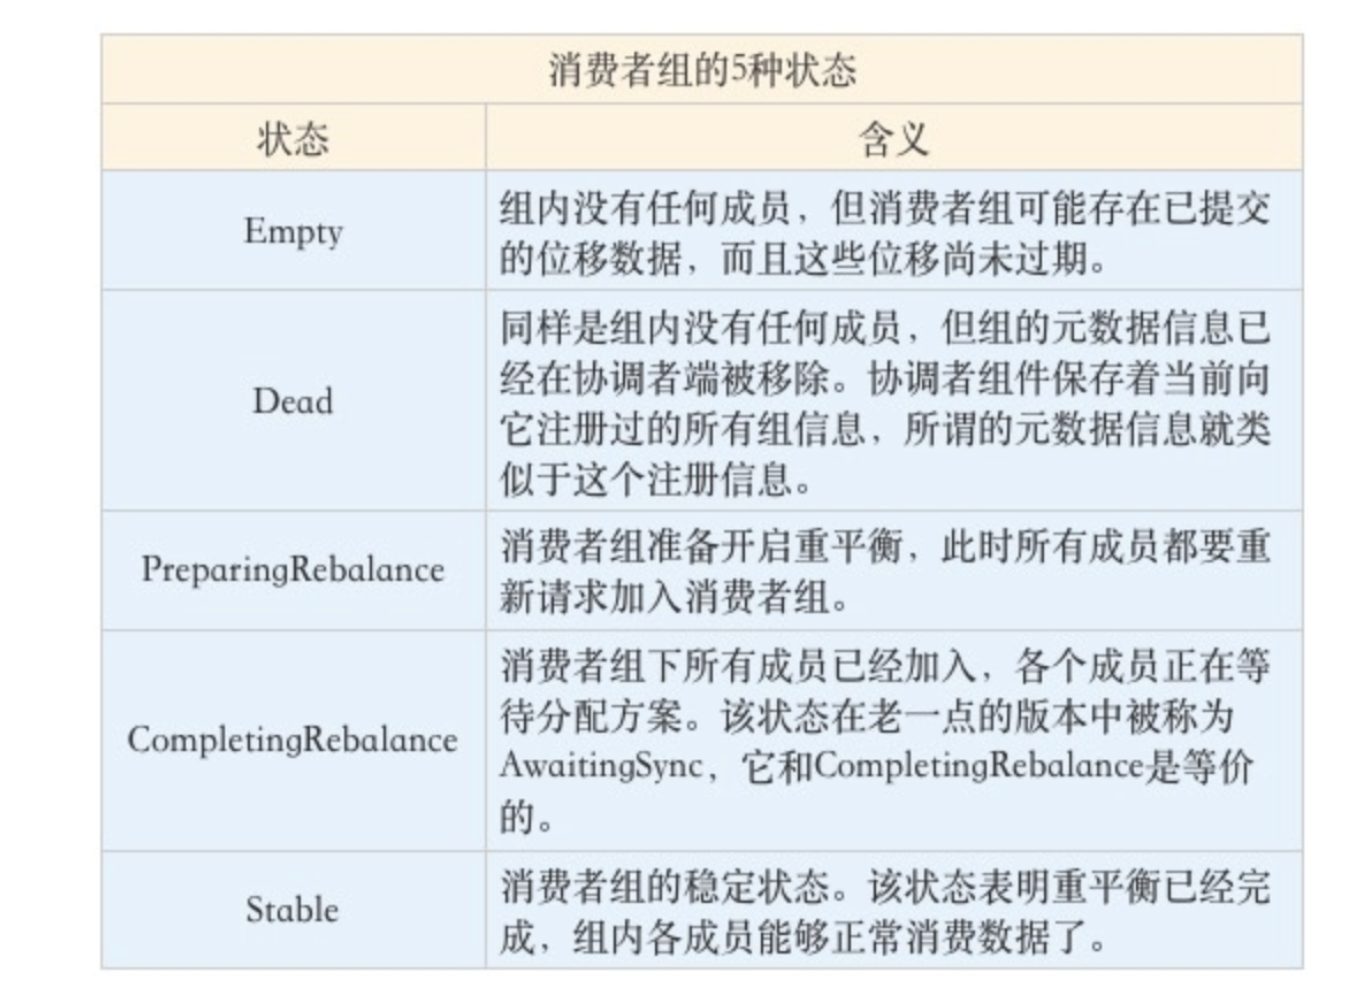 消费者组的5种状态
状态
含义
Empty
组内没有任何成员，但消费者组可能存在已提交
的位移数据，而且这些位移尚未过期。
Dead
同样是组内没有任何成员，但组的元数据信息已
经在协调者端被移除。协调者组件保存着当前向
它注册过的所有组信息，所谓的元数据信息就类
似于这个注册信息。
PreparingRebalance
消费者组准备开启重平衡，此时所有成员都要重
新请求加入消费者组。
CompletingRebalance
消费者组下所有成员已经加入，各个成员正在等
待分配方案。该状态在老一点的版本中被称为
AwaitingSync，它和CompletingRebalance是等价
的。
Stable
消费者组的稳定状态。该状态表明重平衡已经完
成，组内各成员能够正常消费数据了。